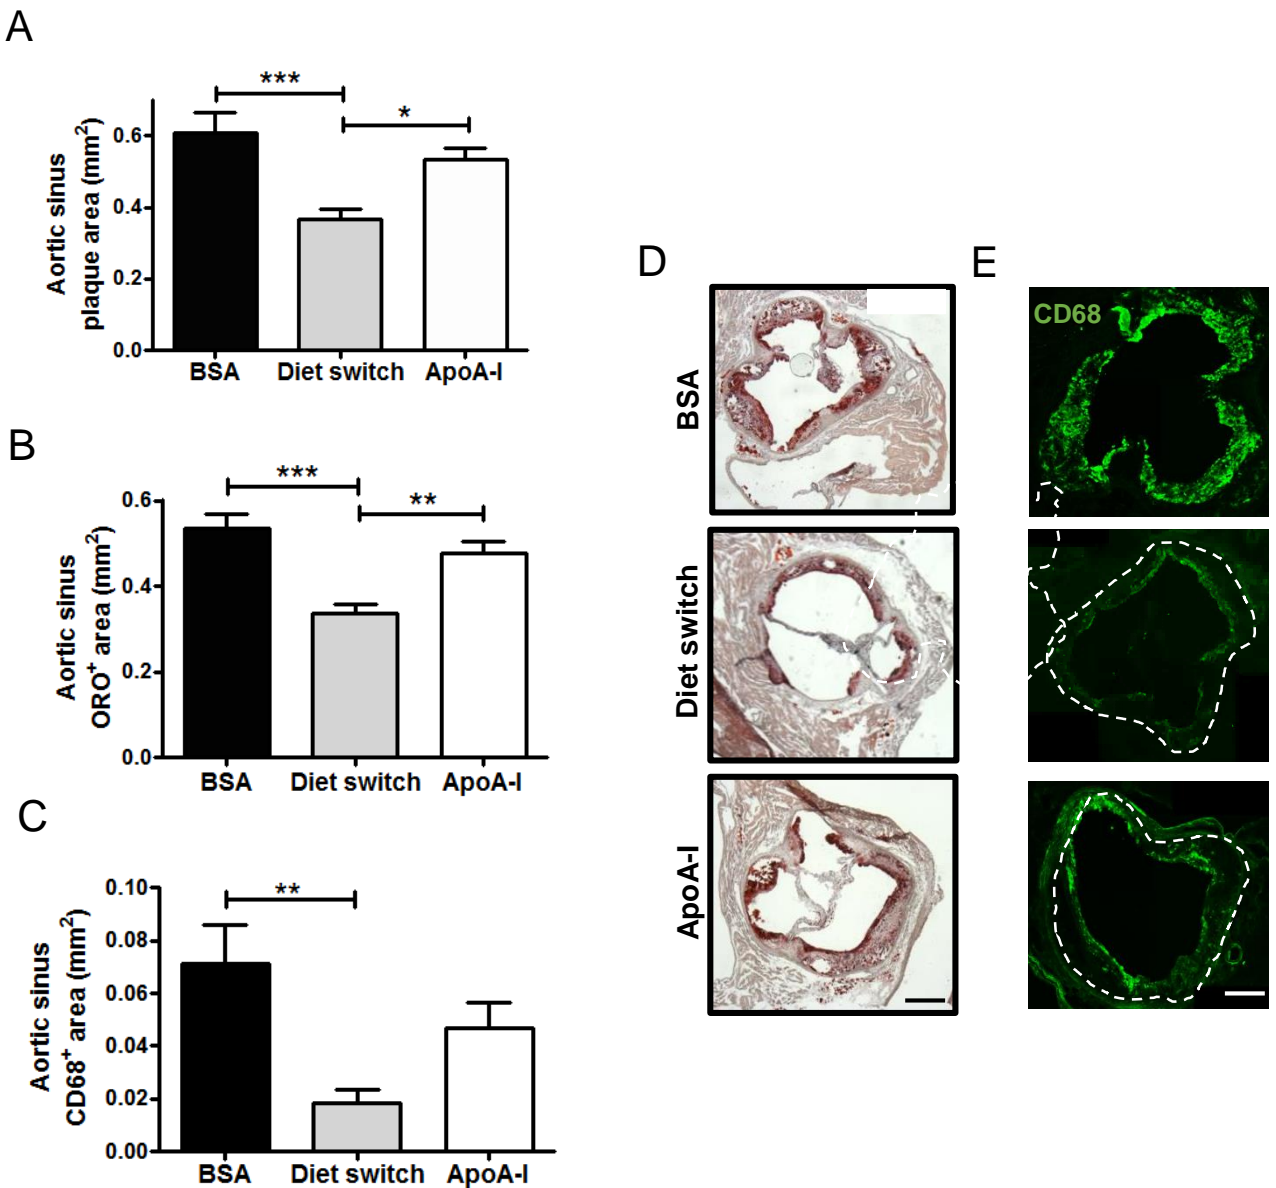 A
***
*
Aortic sinus
plaque area (mm²)
0.6
0.4
0.2
0.0
BSA Diet switch ApoA-I
B
***
**
Aortic sinus
ORO⁺ area (mm²)
0.6
0.4
0.2
0.0
BSA Diet switch ApoA-I
C
**
Aortic sinus
CD68⁺ area (mm²)
0.10
0.08
0.06
0.04
0.02
0.00
BSA Diet switch ApoA-I
D
BSA
Diet switch
ApoA-I
E
CD68